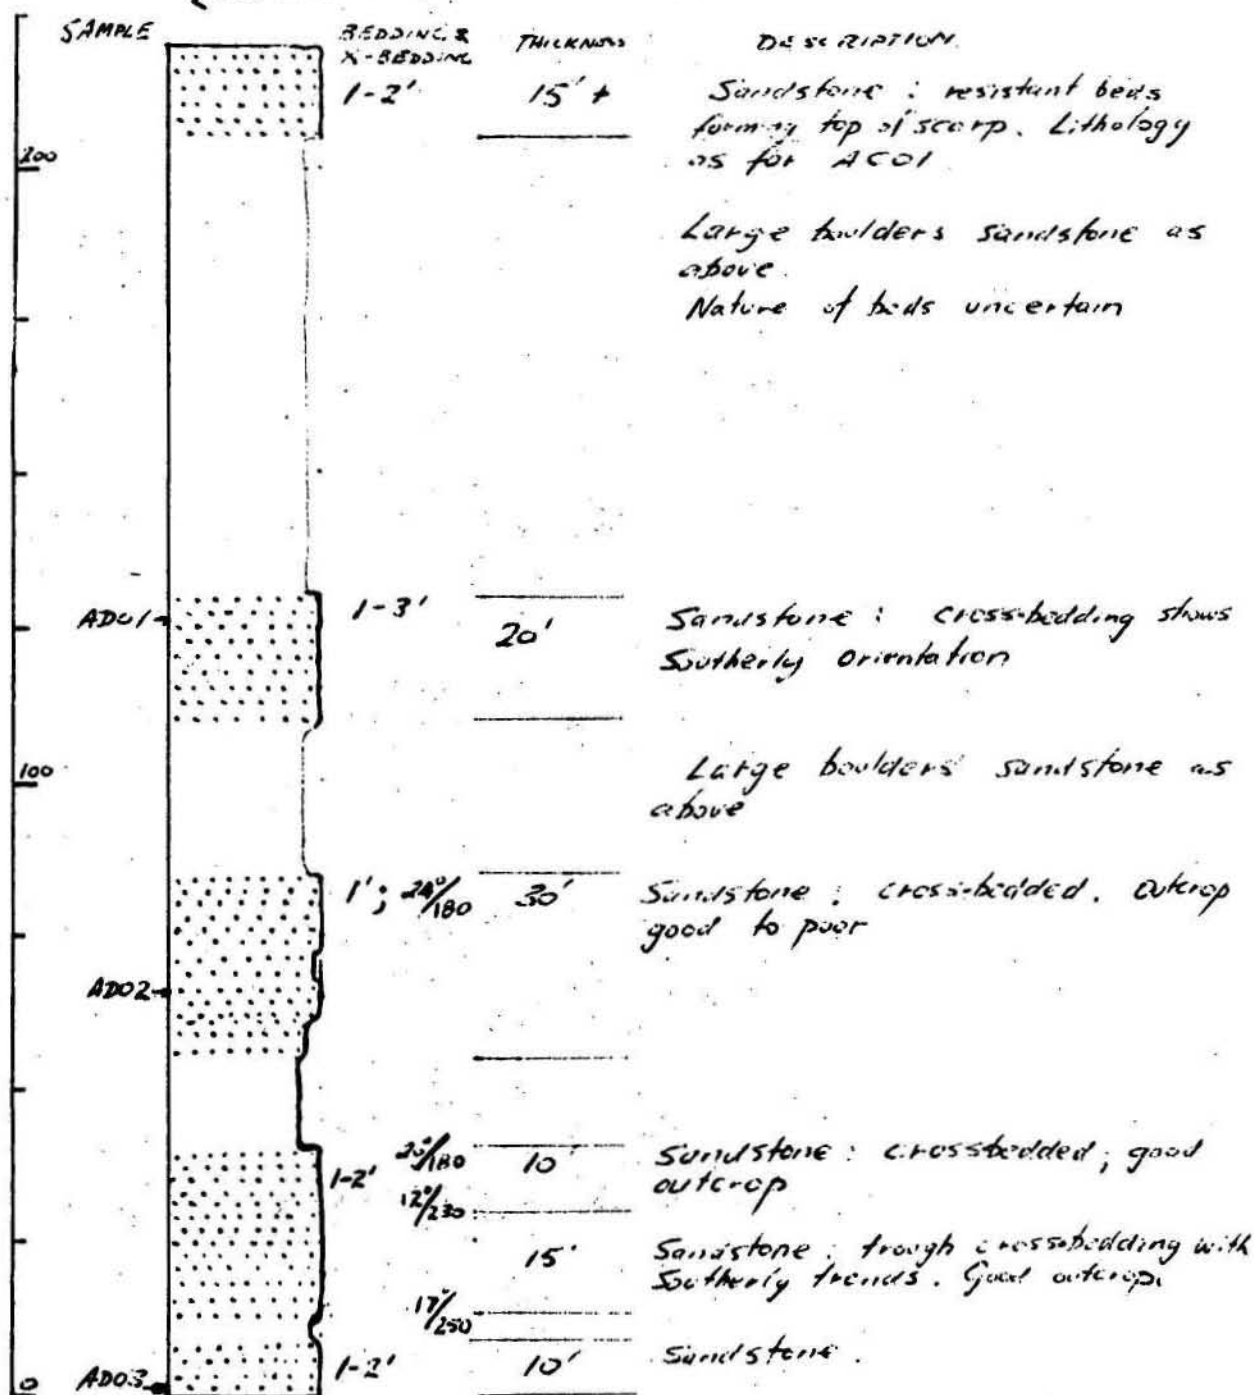 SAMPLE
BEDDING & X-BEDDING
THICKNESS
DESCRIPTION
1-2'
15' +
Sandstone : resistant beds
forming top of scarp. Lithology
as for AC01
200
Large boulders sandstone as
above.
Nature of beds uncertain
AD01
1-3'
20'
Sandstone : cross-bedding shows
Southerly Orientation
100
Large boulders sandstone as
above
1' ; 24°/180
30'
Sandstone : cross-bedded. Outcrop
good to poor
AD02
1-2'
20°/180
10'
Sandstone : crossbedded ; good
outcrop
12°/230
15'
Sandstone : trough crossbedding with
Southerly trends. Good outcrop.
17°/250
0
AD03
1-2'
10'
Sandstone.